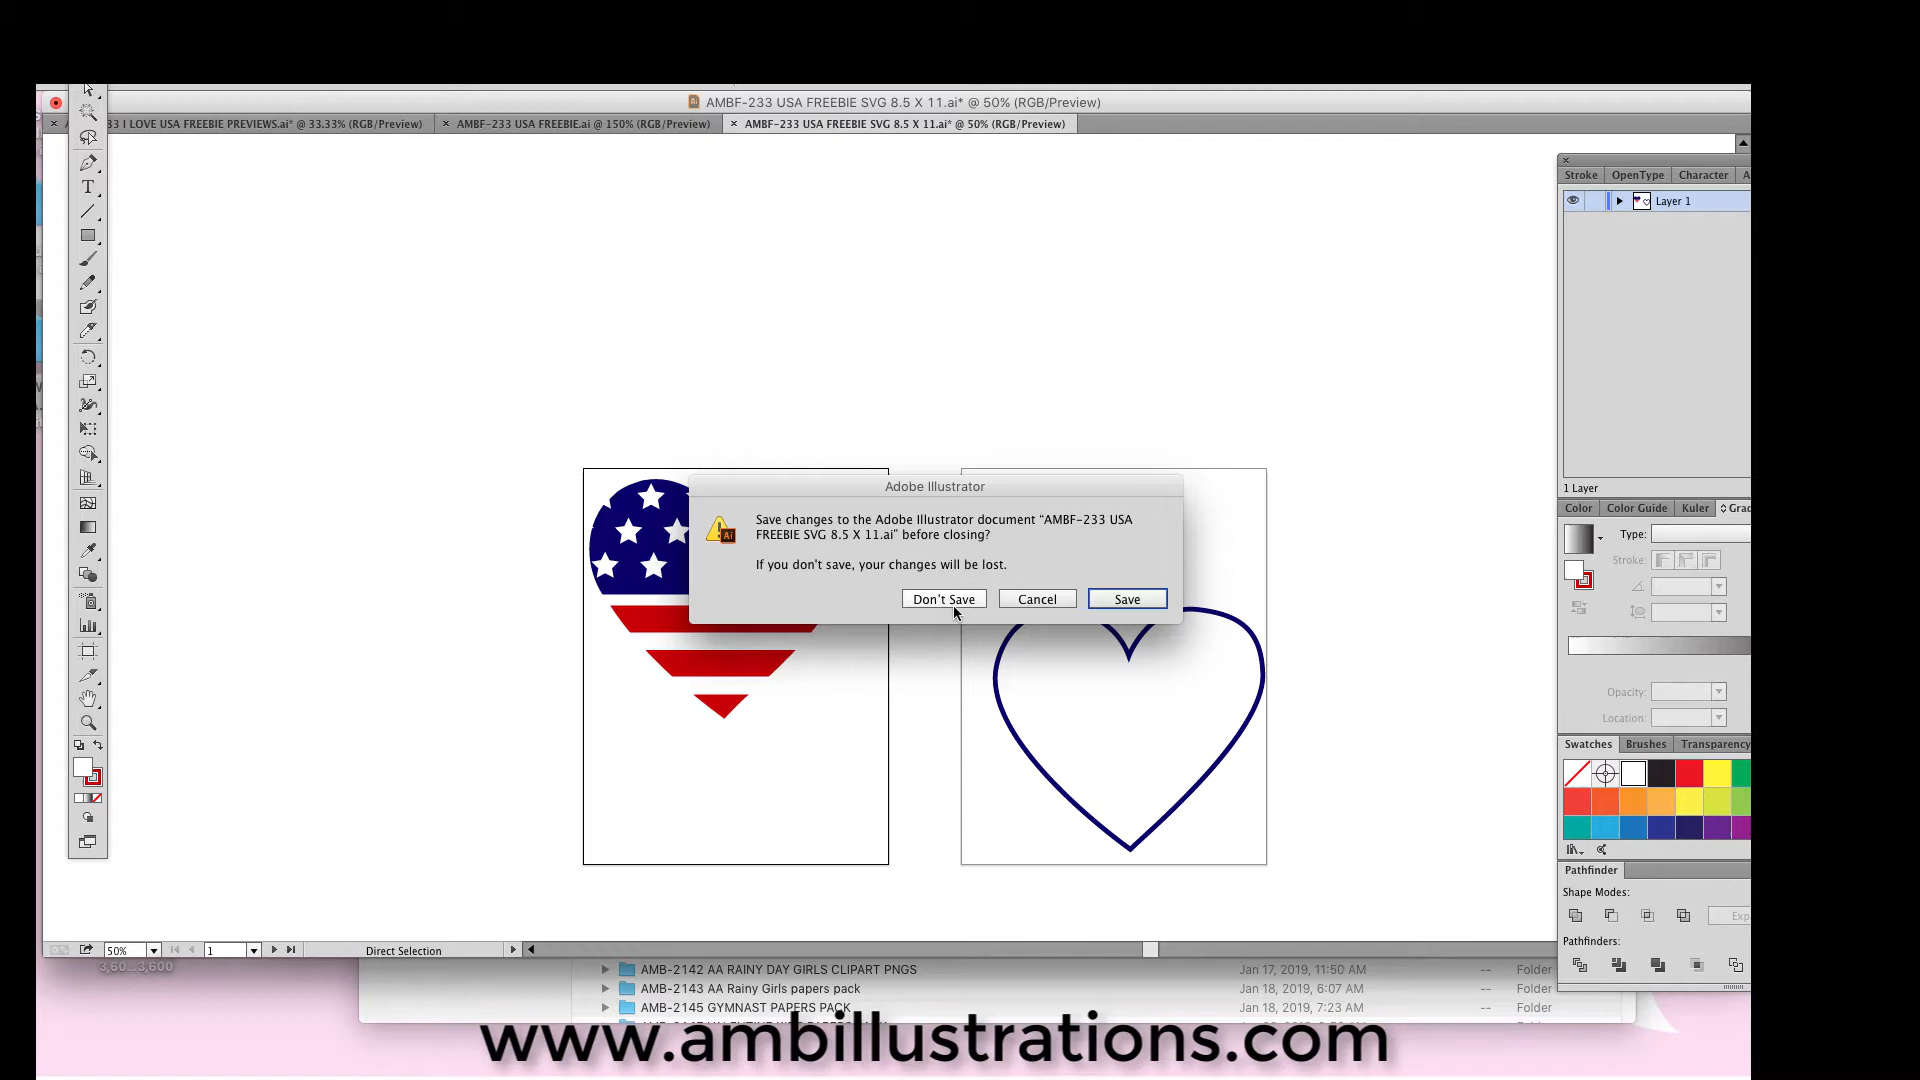 AMBF-233 USA FREEBIE SVG 8.5 X 11.ai* @ 50% (RGB/Preview)
33 I LOVE USA FREEBIE PREVIEWS.ai* @ 33.33% (RGB/Preview)
AMBF-233 USA FREEBIE.ai @ 150% (RGB/Preview)
AMBF-233 USA FREEBIE SVG 8.5 X 11.ai* @ 50% (RGB/Preview)
Stroke OpenType Character A
Layer 1
Adobe Illustrator
Save changes to the Adobe Illustrator document “AMBF-233 USA
FREEBIE SVG 8.5 X 11.ai” before closing?
If you don't save, your changes will be lost.
Don't Save Cancel Save
Ai
1 Layer
Color Color Guide Kuler Grad
Type:
Stroke:
Opacity:
Location:
Swatches Brushes Transparency
Pathfinder
Shape Modes:
Exp
Pathfinders:
50% 1 Direct Selection
3,60...3,600
AMB-2142 AA RAINY DAY GIRLS CLIPART PNGS Jan 17, 2019, 11:50 AM -- Folder
AMB-2143 AA Rainy Girls papers pack Jan 18, 2019, 6:07 AM -- Folder
AMB-2145 GYMNAST PAPERS PACK Jan 18, 2019, 7:23 AM -- Folder
www.ambillustrations.com